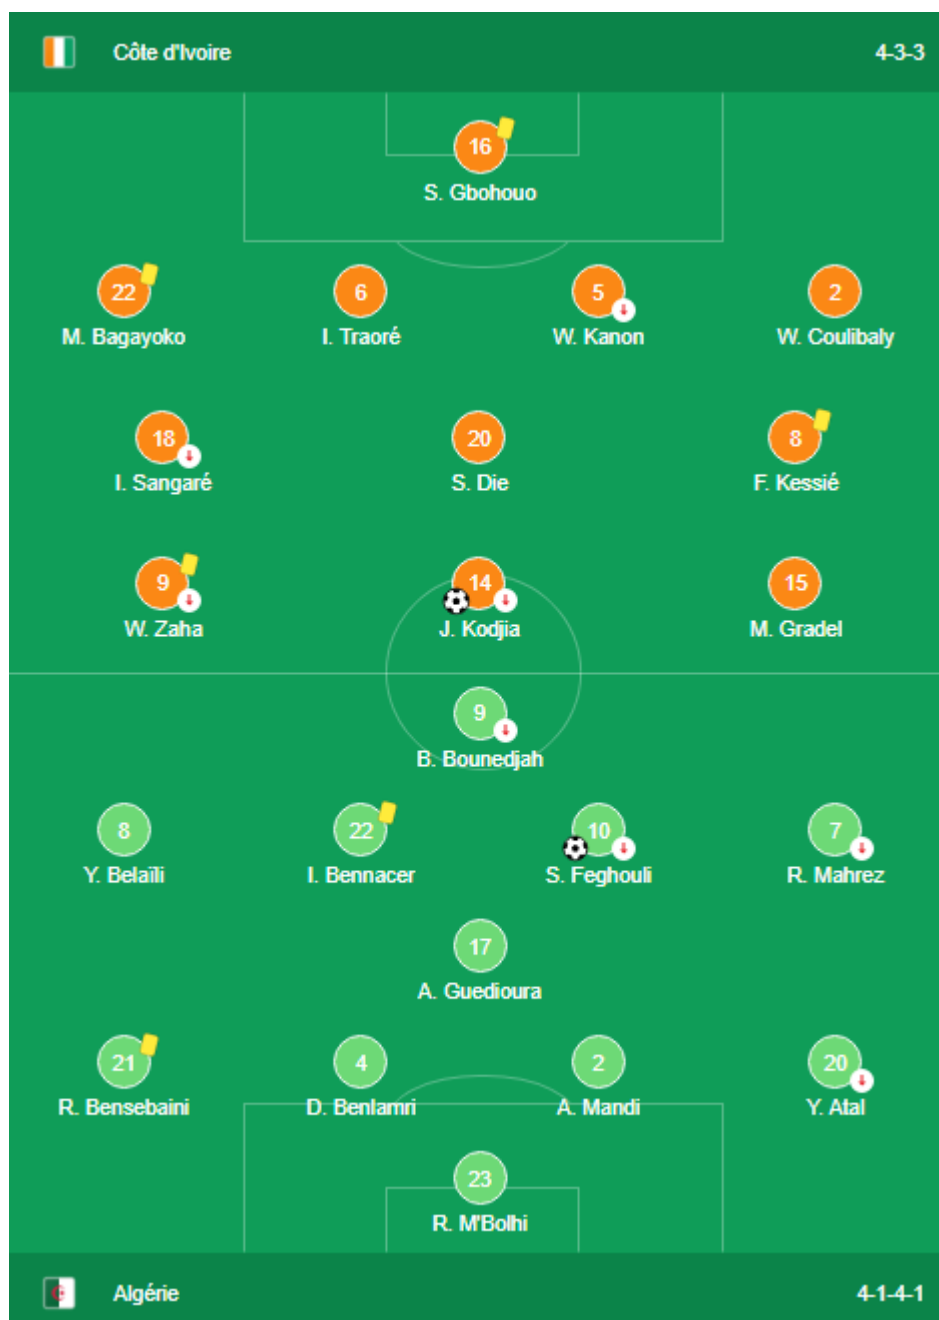 Côte d'Ivoire 4-3-3
16
S. Gbohouo
22 6 5 2
M. Bagayoko I. Traoré W. Kanon W. Coulibaly
18 20 8
I. Sangaré S. Die F. Kessié
9 14 15
W. Zaha J. Kodjia M. Gradel
9
B. Bounedjah
8 22 10 7
Y. Belaïli I. Bennacer S. Feghouli R. Mahrez
17
A. Guedioura
21 4 2 20
R. Bensebaini D. Benlamri A. Mandi Y. Atal
23
R. M'Bolhi
Algérie 4-1-4-1